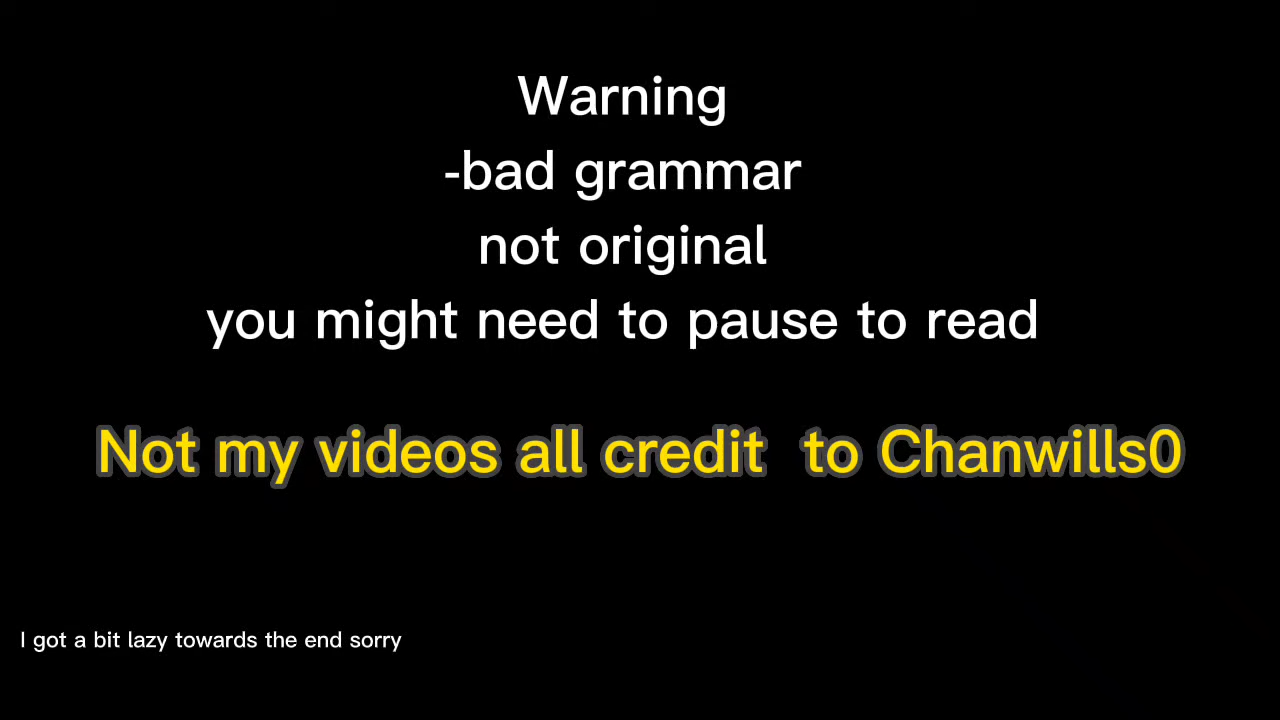 Warning
-bad grammar
not original
you might need to pause to read
Not my videos all credit to Chanwills0
I got a bit lazy towards the end sorry